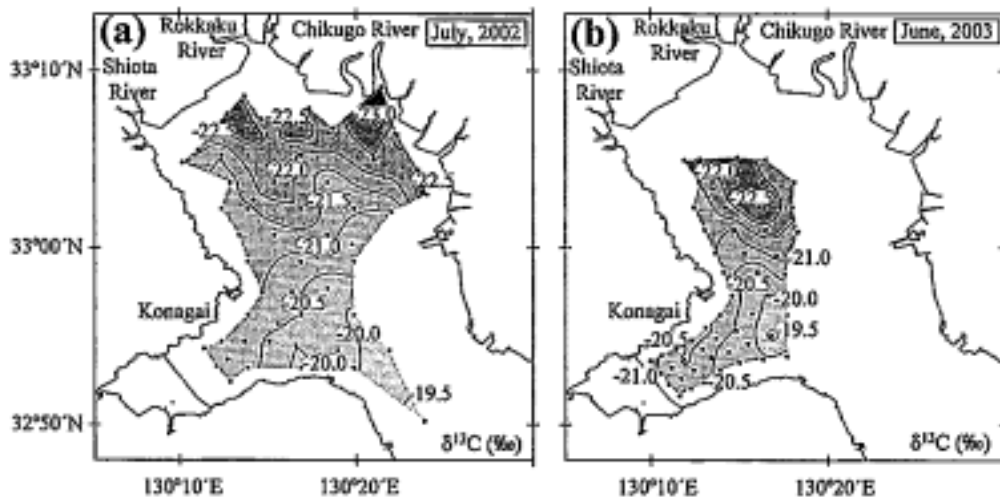 (a)
Rokkaku
River
Chikugo River
July, 2002
33°10′N
Shiota
River
-22.5
-22.5
-23.0
-22.0
-21.5
33°00′N
-21.0
-20.5
Konagai
-20.0
-20.0
19.5
32°50′N
δ¹³C (‰)
130°10′E
130°20′E
(b)
Rokkaku
River
Chikugo River
June, 2003
Shiota
River
-22.0
-22.5
-21.0
-20.5
-20.0
Konagai
19.5
-20.5
-21.0
-20.5
δ¹³C (‰)
130°10′E
130°20′E